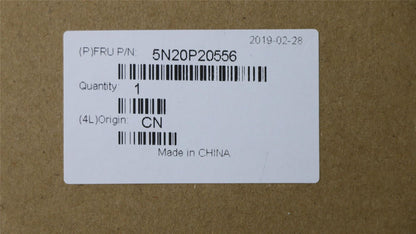 2019-02-28
(P)FRU P/N: 5N20P20556
Quantity 1
(4L)Origin: CN
Made in CHINA